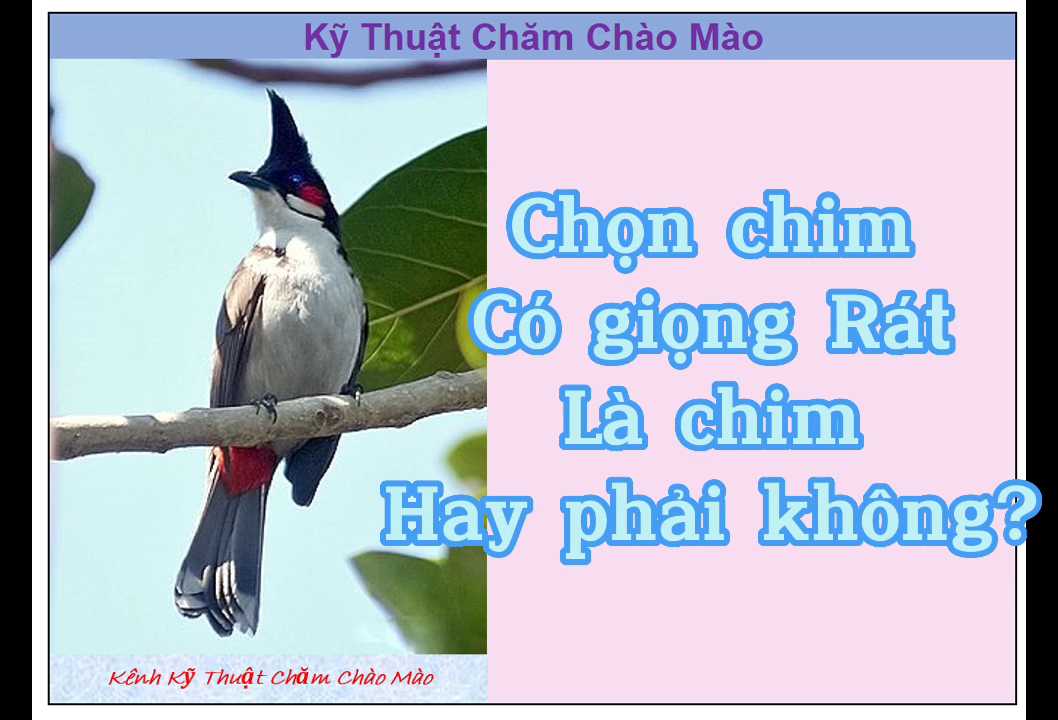 Kỹ Thuật Chăm Chào Mào
Chọn chim
Có giọng Rát
Là chim
Hay phải không?
Kênh Kỹ Thuật Chăm Chào Mào